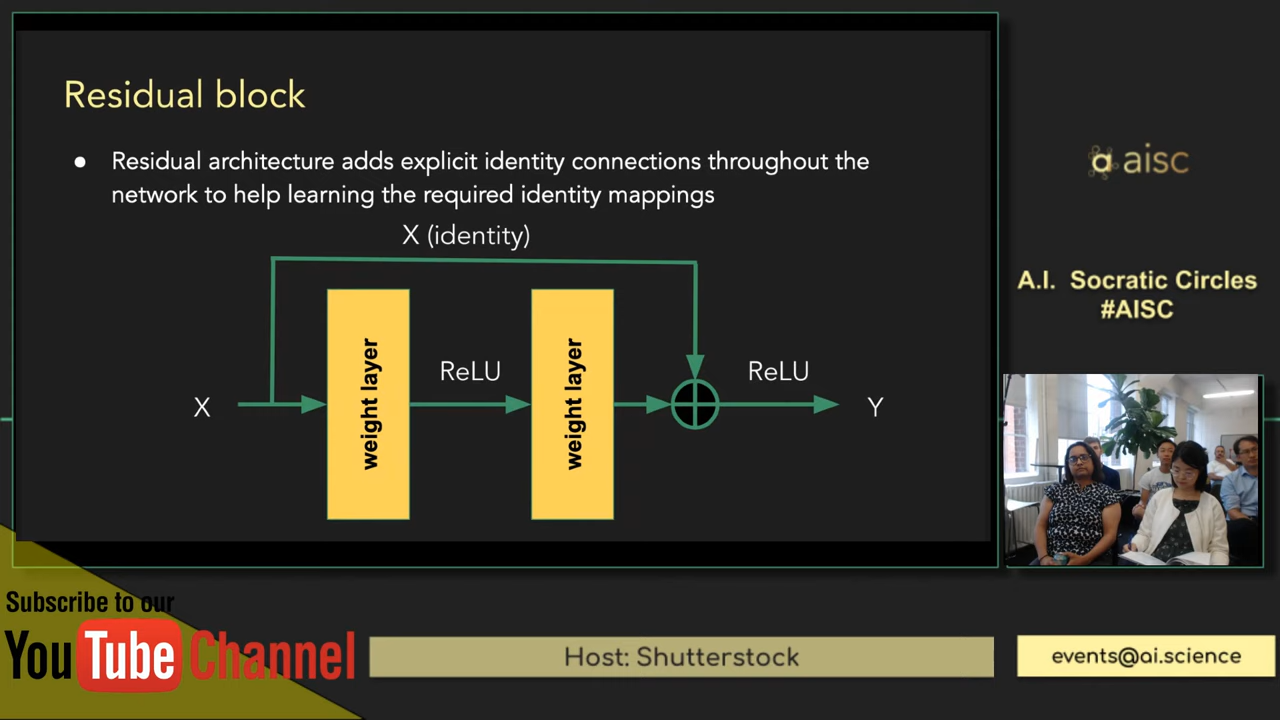 Residual block
● Residual architecture adds explicit identity connections throughout the
network to help learning the required identity mappings
X (identity)
X
weight layer
ReLU
weight layer
ReLU
Y
aisc
A.I. Socratic Circles
#AISC
Subscribe to our
YouTube Channel
Host: Shutterstock
events@ai.science